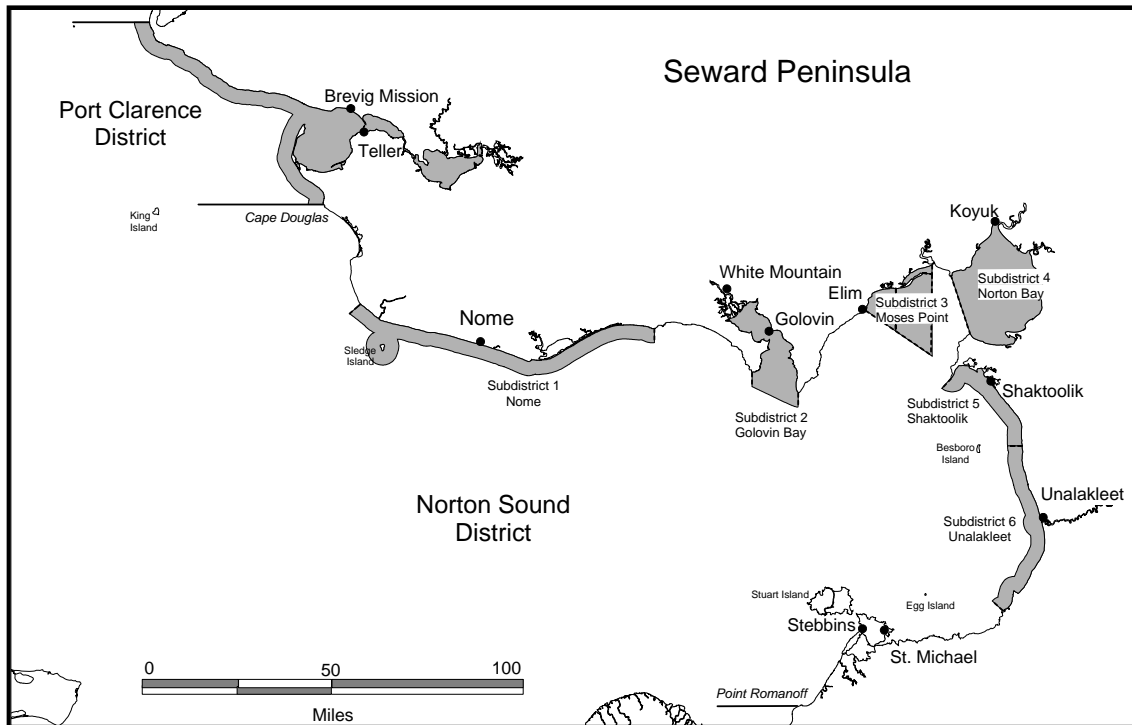 Seward Peninsula
Port Clarence
District
Brevig Mission
Teller
King
Island
Cape Douglas
Koyuk
White Mountain
Subdistrict 4
Norton Bay
Elim
Subdistrict 3
Moses Point
Nome
Golovin
Sledge
Island
Subdistrict 1
Nome
Shaktoolik
Subdistrict 5
Shaktoolik
Subdistrict 2
Golovin Bay
Besboro
Island
Norton Sound
District
Unalakleet
Subdistrict 6
Unalakleet
Stuart Island
Egg Island
Stebbins
St. Michael
0
100
Point Romanoff
Miles